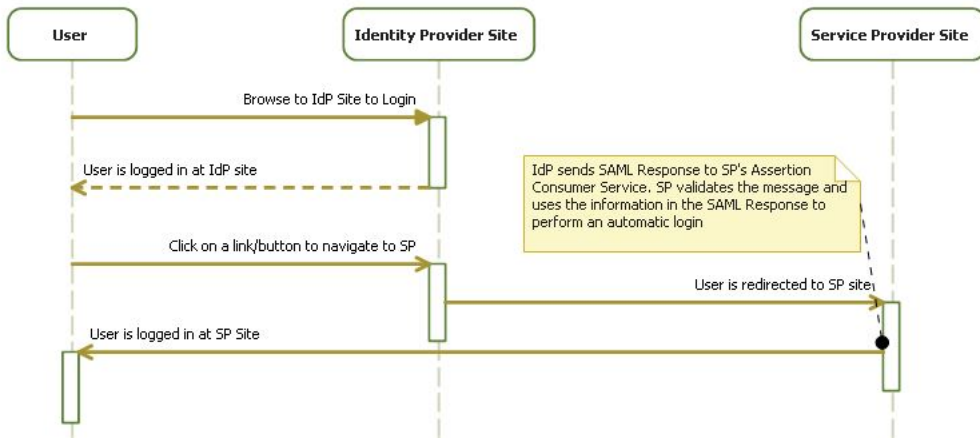 User
Identity Provider Site
Service Provider Site
Browse to IdP Site to Login
User is logged in at IdP site
IdP sends SAML Response to SP's Assertion
Consumer Service. SP validates the message and
uses the information in the SAML Response to
perform an automatic login
Click on a link/button to navigate to SP
User is redirected to SP site
User is logged in at SP Site